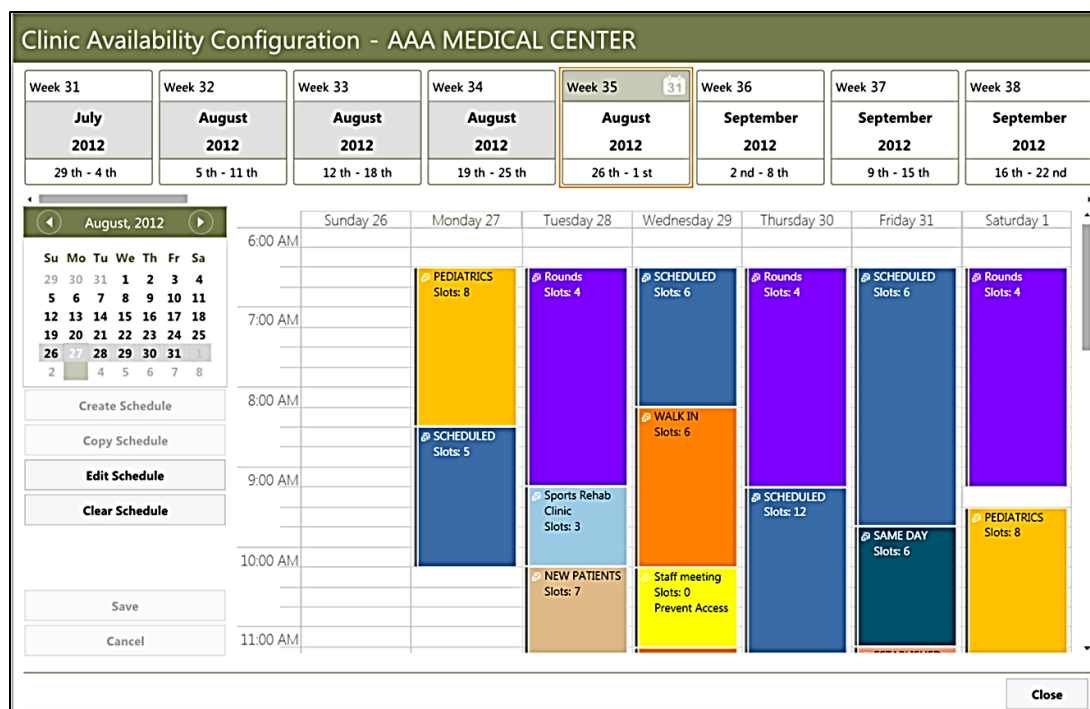 Clinic Availability Configuration - AAA MEDICAL CENTER
Week 31
July
2012
29 th - 4 th
Week 32
August
2012
5 th - 11 th
Week 33
August
2012
12 th - 18 th
Week 34
August
2012
19 th - 25 th
Week 35 31
August
2012
26 th - 1 st
Week 36
September
2012
2 nd - 8 th
Week 37
September
2012
9 th - 15 th
Week 38
September
2012
16 th - 22 nd
August, 2012
Su Mo Tu We Th Fr Sa
29 30 31 1 2 3 4
5 6 7 8 9 10 11
12 13 14 15 16 17 18
19 20 21 22 23 24 25
26 27 28 29 30 31 1
2 4 5 6 7 8
Create Schedule
Copy Schedule
Edit Schedule
Clear Schedule
Save
Cancel
Sunday 26 Monday 27 Tuesday 28 Wednesday 29 Thursday 30 Friday 31 Saturday 1
6:00 AM
7:00 AM
8:00 AM
9:00 AM
10:00 AM
11:00 AM
PEDIATRICS
Slots: 8
SCHEDULED
Slots: 5
Rounds
Slots: 4
Sports Rehab
Clinic
Slots: 3
NEW PATIENTS
Slots: 7
SCHEDULED
Slots: 6
WALK IN
Slots: 6
Staff meeting
Slots: 0
Prevent Access
Rounds
Slots: 4
SCHEDULED
Slots: 12
SCHEDULED
Slots: 6
SAME DAY
Slots: 6
Rounds
Slots: 4
PEDIATRICS
Slots: 8
Close